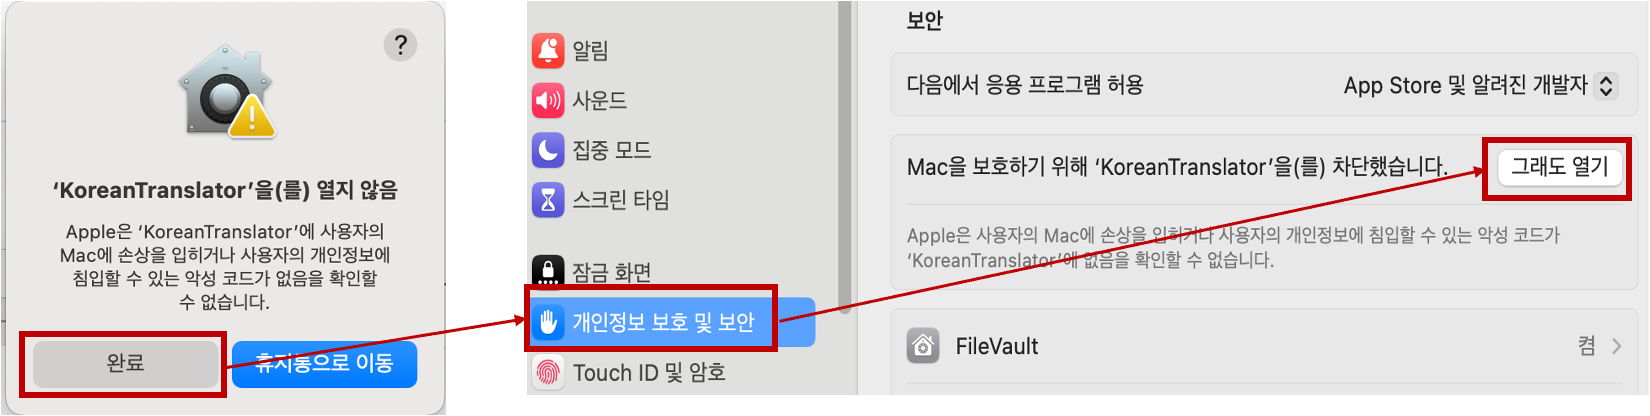 ?
‘KoreanTranslator’을(를) 열지 않음
Apple은 ‘KoreanTranslator’에 사용자의
Mac에 손상을 입히거나 사용자의 개인정보에
침입할 수 있는 악성 코드가 없음을 확인할
수 없습니다.
완료
휴지통으로 이동
알림
사운드
집중 모드
스크린 타임
잠금 화면
개인정보 보호 및 보안
Touch ID 및 암호
보안
다음에서 응용 프로그램 허용 App Store 및 알려진 개발자
Mac을 보호하기 위해 ‘KoreanTranslator’을(를) 차단했습니다. 그래도 열기
Apple은 사용자의 Mac에 손상을 입히거나 사용자의 개인정보에 침입할 수 있는 악성 코드가
‘KoreanTranslator’에 없음을 확인할 수 없습니다.
FileVault 켬